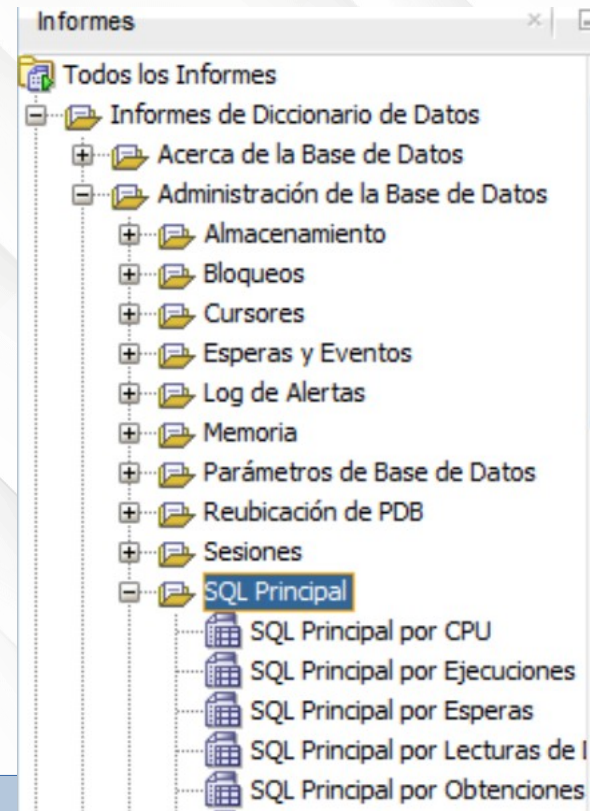 Informes
Todos los Informes
Informes de Diccionario de Datos
Acerca de la Base de Datos
Administración de la Base de Datos
Almacenamiento
Bloqueos
Cursores
Esperas y Eventos
Log de Alertas
Memoria
Parámetros de Base de Datos
Reubicación de PDB
Sesiones
SQL Principal
SQL Principal por CPU
SQL Principal por Ejecuciones
SQL Principal por Esperas
SQL Principal por Lecturas de
SQL Principal por Obtenciones